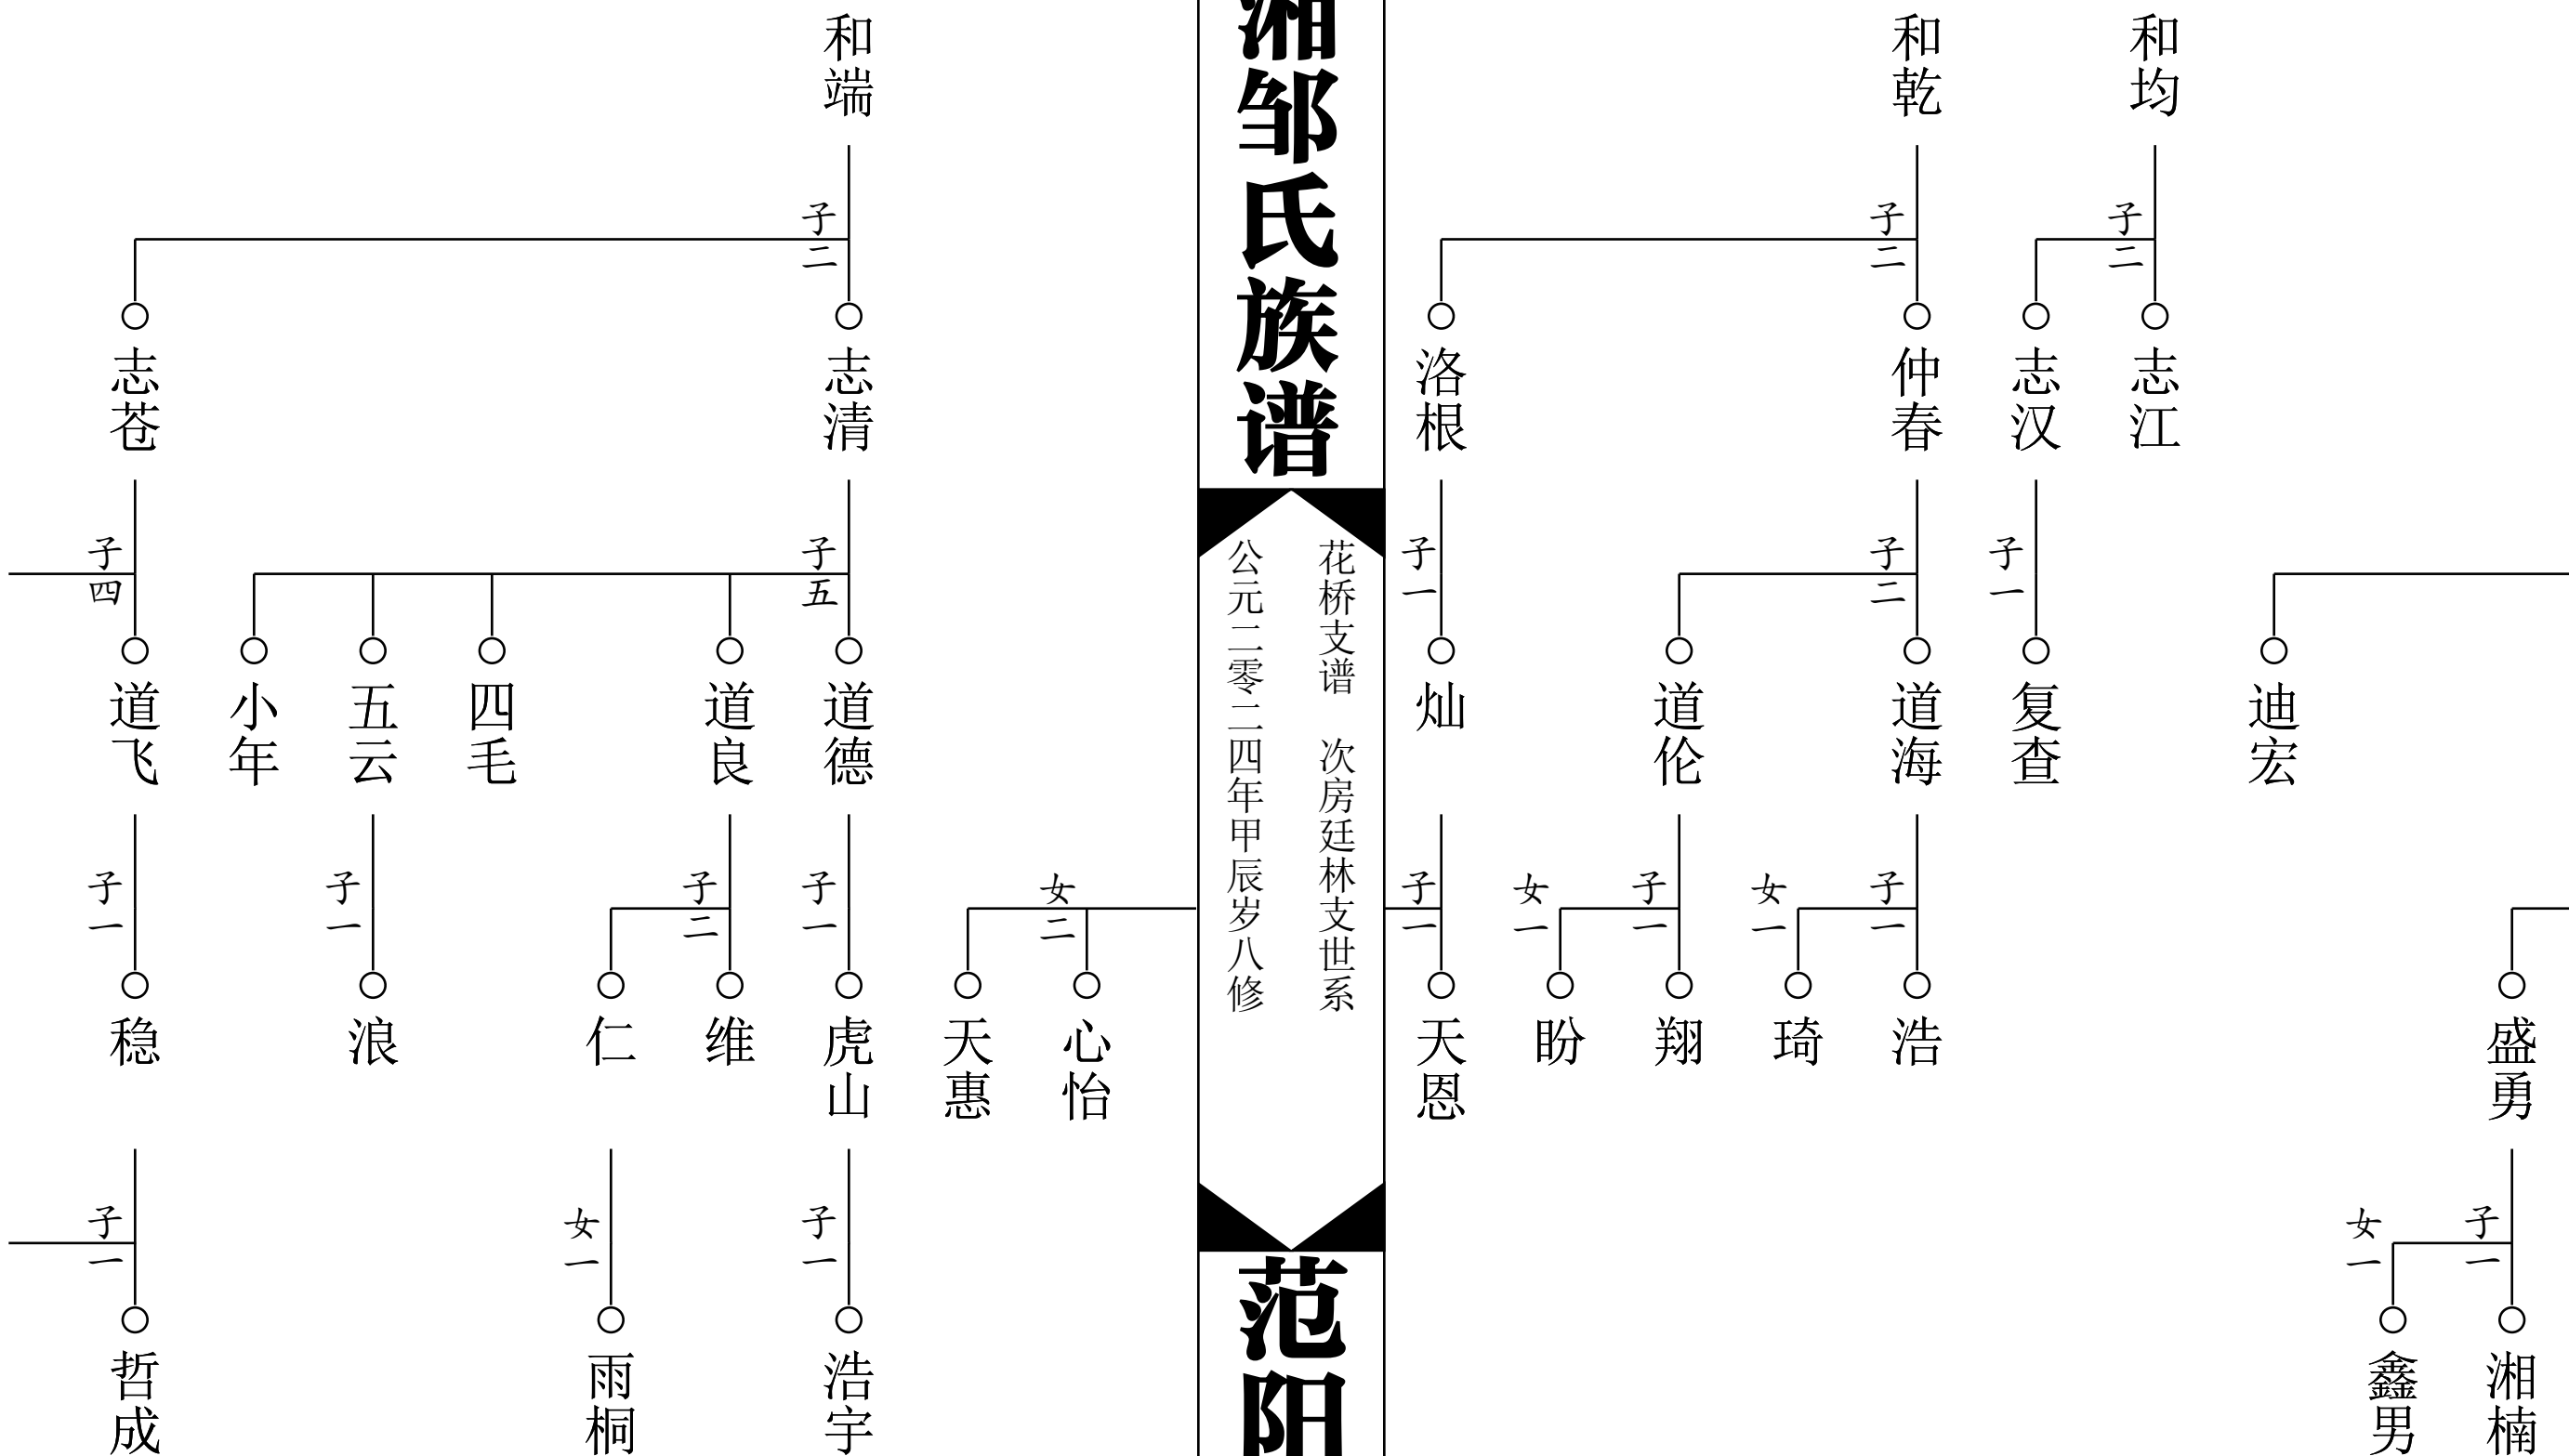 和均
和乾
子二
子二
志江
志汉
仲春
洛根
子一
子二
子一
迪宏
复查
道海
道伦
灿
子一
女一
子一
女一
子一
盛勇
浩
琦
翔
盼
天恩
子一
女一
湘楠
鑫男
湘邹氏族谱
花桥支谱 次房廷林支世系
公元二零二四年甲辰岁八修
范阳
和端
子二
志清
志苍
子五
子四
道德
道良
四毛
五云
小年
道飞
女二
子一
子二
子一
子一
心怡
天惠
虎山
维
仁
浪
稳
子一
女一
子一
浩宇
雨桐
哲成